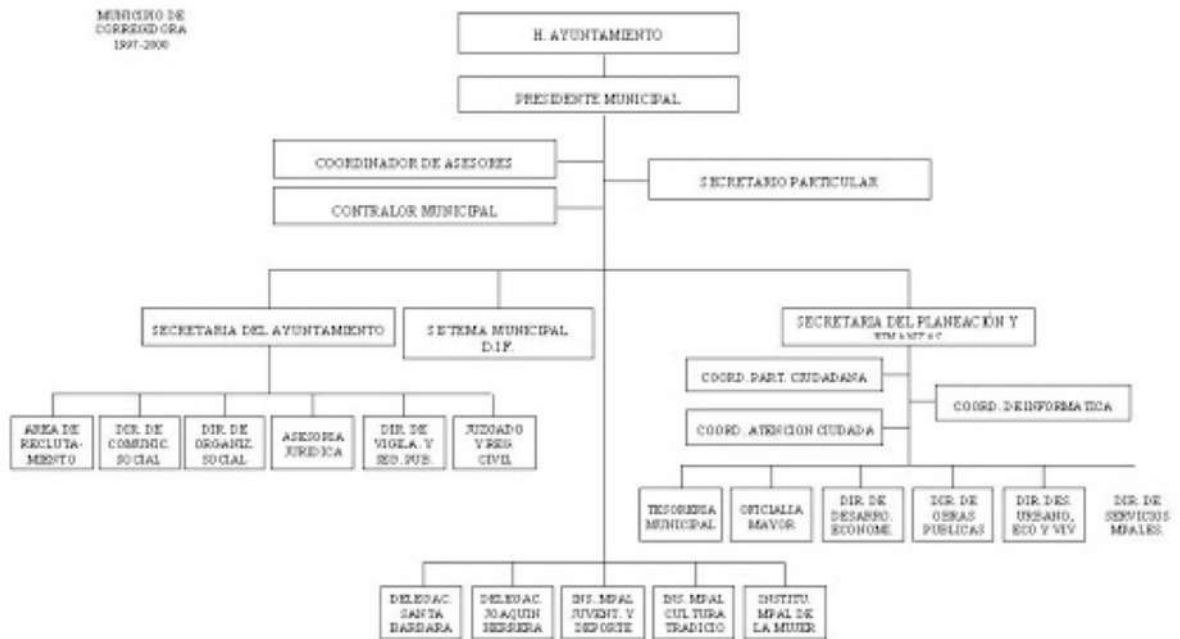 MUNICIPIO DE
CORREGIDORA
1997-2000
H. AYUNTAMIENTO
PRESIDENTE MUNICIPAL
COORDINADOR DE ASESORES
SECRETARIO PARTICULAR
CONTRALOR MUNICIPAL
SECRETARIA DEL AYUNTAMIENTO
SISTEMA MUNICIPAL
D.I.F.
SECRETARIA DEL PLANEACIÓN Y
FINANZAS
COORD. PART. CIUDADANA
COORD. DE INFORMATICA
COORD. ATENCION CIUDADA
AREA DE
RECLUTA-
MIENTO
DIR. DE
COMUNIC.
SOCIAL
DIR. DE
ORGANIZ.
SOCIAL
ASESORIA
JURIDICA
DIR. DE
VIGILA. Y
SEG. PUB.
JUZGADO
Y REG.
CIVIL
TESORERIA
MUNICIPAL
OFICIALIA
MAYOR
DIR. DE
DESARRO.
ECONOMI.
DIR. DE
OBRAS
PUBLICAS
DIR. DES.
URBANO,
ECO Y VIV
DIR. DE
SERVICIOS
MPALES.
DELEGAC.
SANTA
BARBARA
DELEGAC.
JOAQUIN
HERRERA
INS. MPAL
JUVENT. Y
DEPORTE
INS. MPAL
CULTURA
TRADICIO
INSTITU.
MPAL DE
LA MUJER